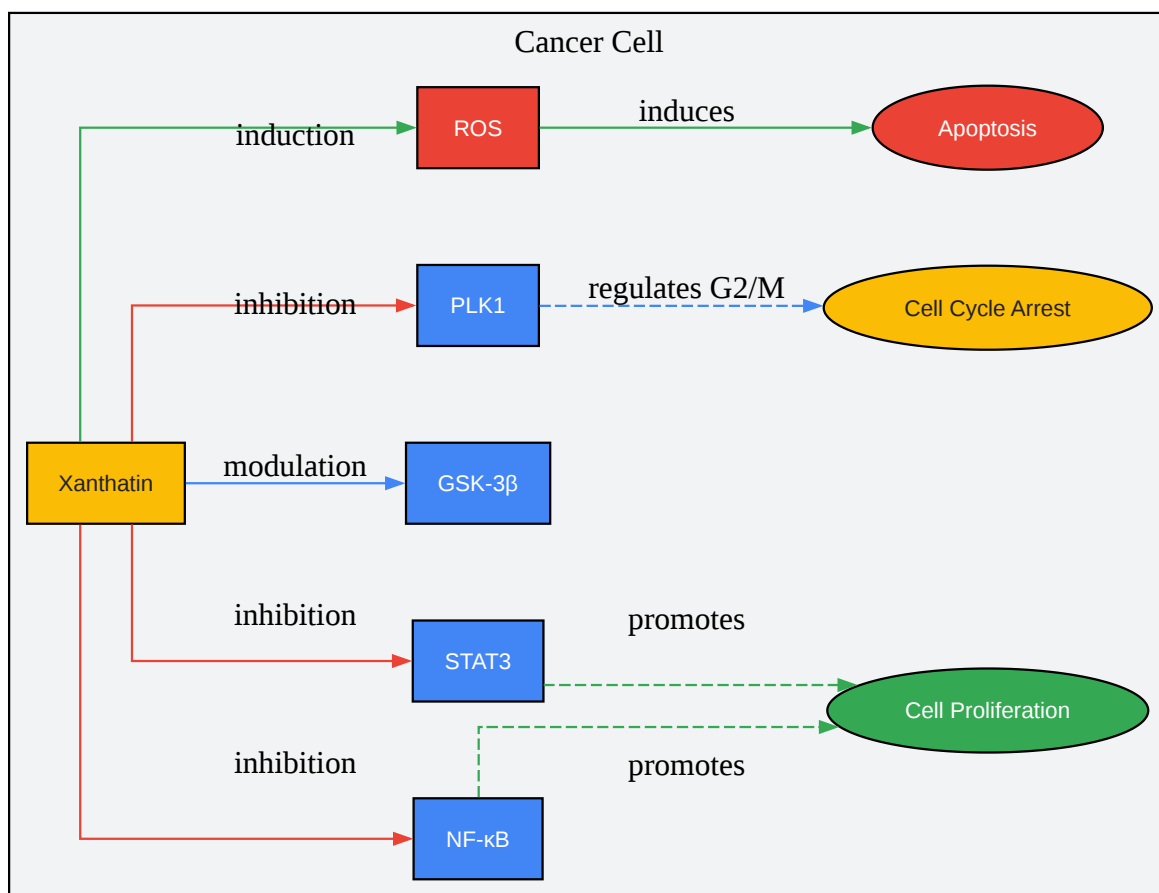 Cancer Cell
induction
ROS
induces
Apoptosis
inhibition
PLK1
regulates G2/M
Cell Cycle Arrest
Xanthatin
modulation
GSK-3β
inhibition
STAT3
promotes
Cell Proliferation
inhibition
promotes
NF-κB